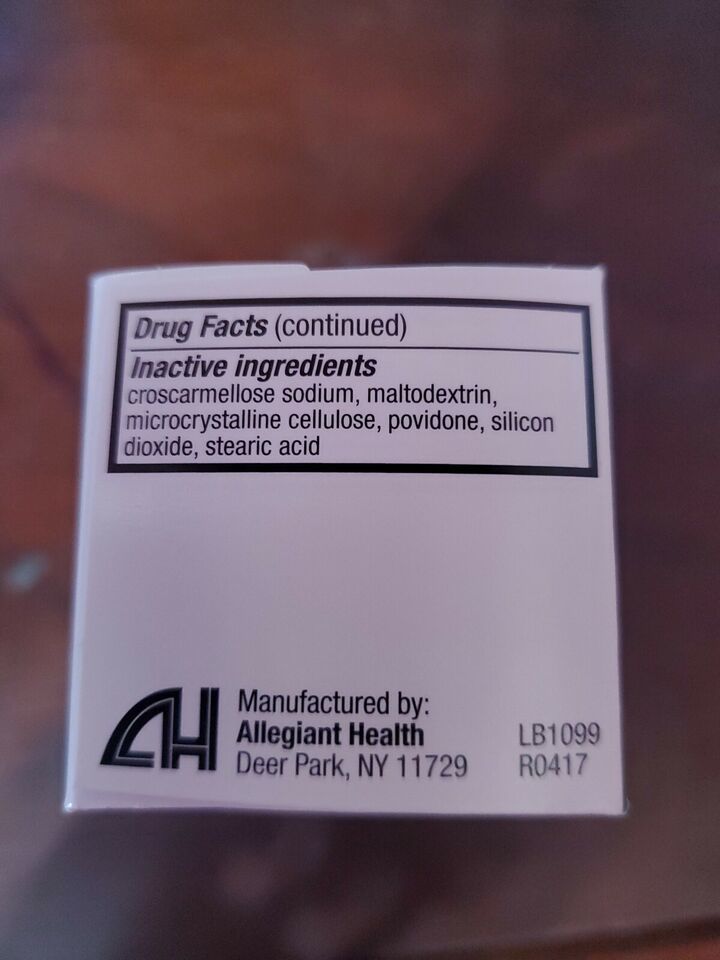 Drug Facts (continued)
Inactive ingredients
croscarmellose sodium, maltodextrin,
microcrystalline cellulose, povidone, silicon
dioxide, stearic acid
AH
Manufactured by:
Allegiant Health
Deer Park, NY 11729
LB1099
R0417